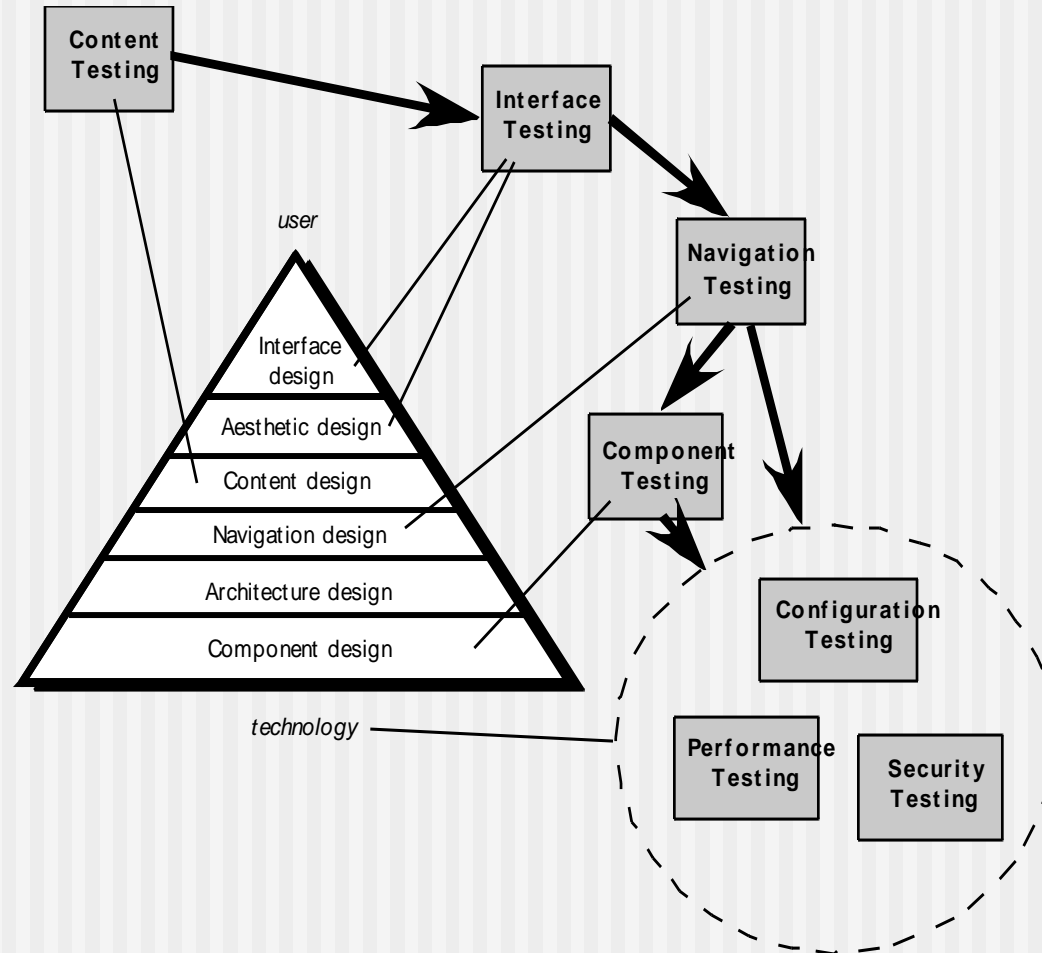 Content
Testing
Interface
Testing
user
Navigation
Testing
Interface
design
Aesthetic design
Component
Testing
Content design
Navigation design
Architecture design
Configuration
Testing
Component design
technology
Performance
Testing
Security
Testing